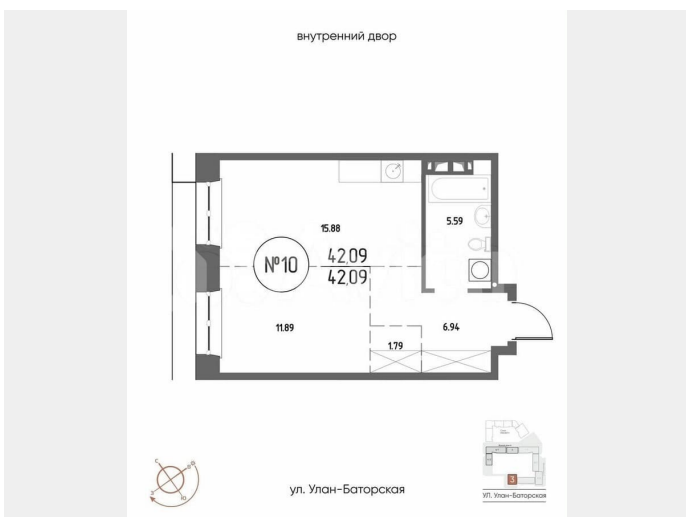 внутренний двор
15.88
5.59
№10
42,09
42,09
11.89
1.79
6.94
С
В
З
Ю
3
ул. Улан-Баторская
УЛ. Улан-Баторская